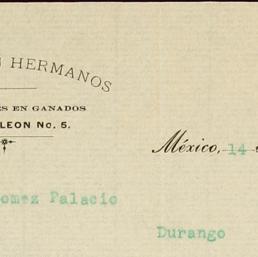 HERMANOS
ES EN GANADOS
LEON No. 5.
México, 14
omez Palacio
Durango